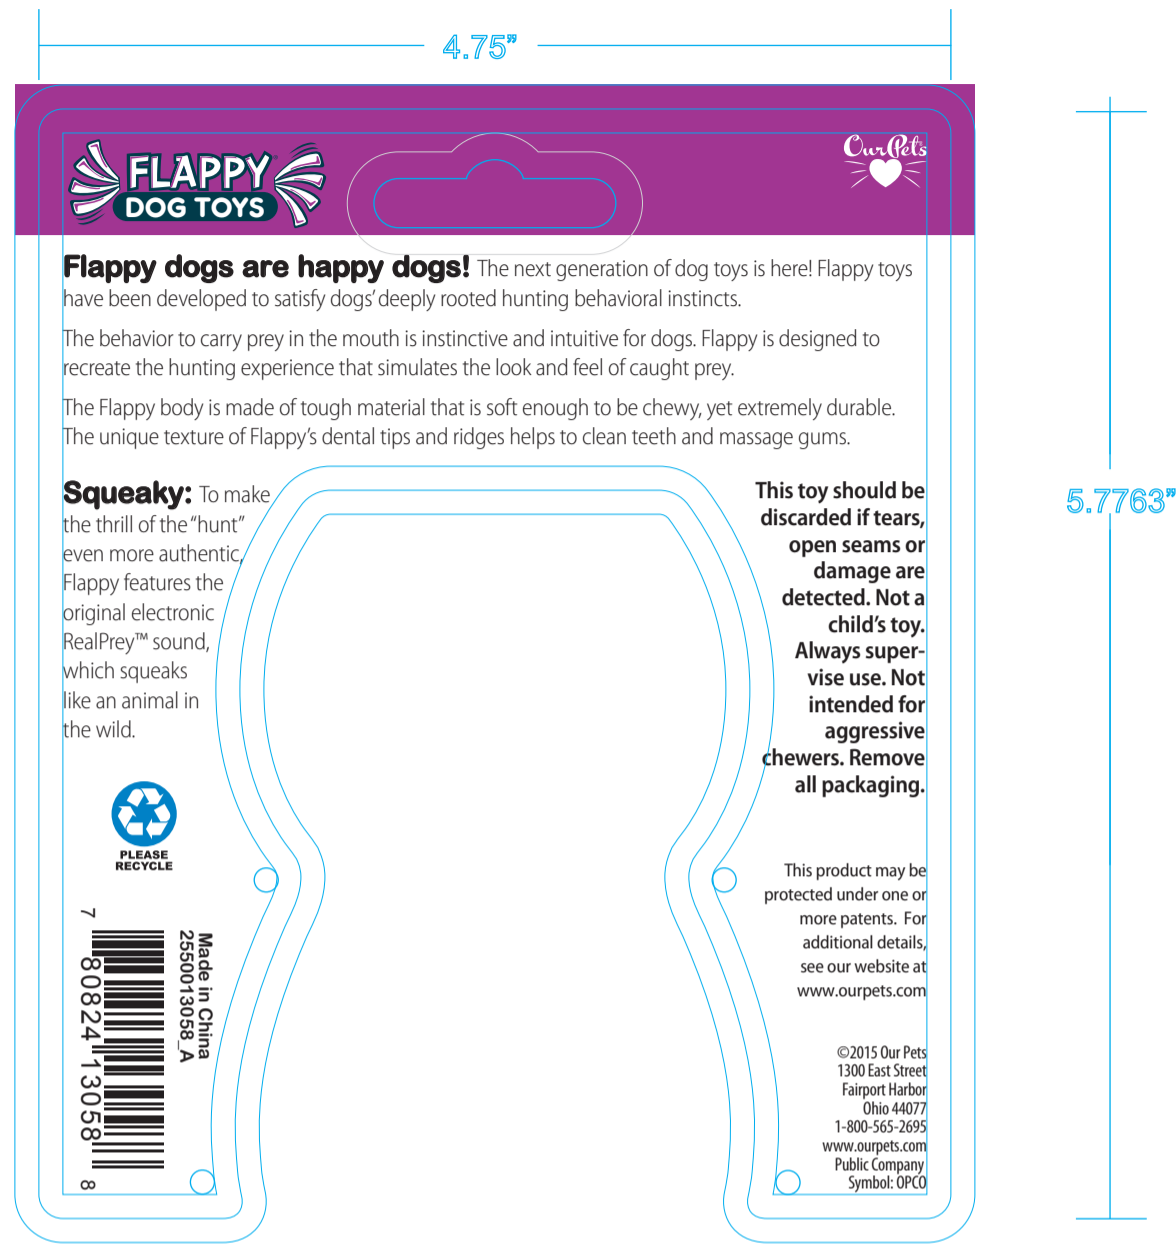 4.75”
FLAPPY
DOG TOYS
OurPets
Flappy dogs are happy dogs! The next generation of dog toys is here! Flappy toys
have been developed to satisfy dogs’ deeply rooted hunting behavioral instincts.
The behavior to carry prey in the mouth is instinctive and intuitive for dogs. Flappy is designed to
recreate the hunting experience that simulates the look and feel of caught prey.
The Flappy body is made of tough material that is soft enough to be chewy, yet extremely durable.
The unique texture of Flappy’s dental tips and ridges helps to clean teeth and massage gums.
Squeaky: To make
the thrill of the “hunt”
even more authentic,
Flappy features the
original electronic
RealPrey™ sound,
which squeaks
like an animal in
the wild.
This toy should be
discarded if tears,
open seams or
damage are
detected. Not a
child’s toy.
Always super-
vise use. Not
intended for
aggressive
chewers. Remove
all packaging.
5.7763”
PLEASE
RECYCLE
Made in China
2550013058_A
7 80824 13058 8
This product may be
protected under one or
more patents. For
additional details,
see our website at
www.ourpets.com
©2015 Our Pets
1300 East Street
Fairport Harbor
Ohio 44077
1-800-565-2695
www.ourpets.com
Public Company
Symbol: OPCO